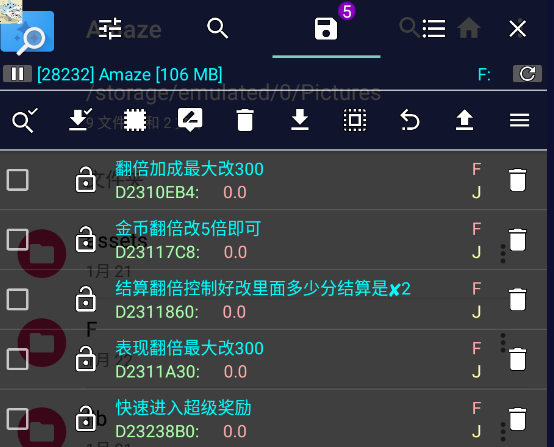 Amaze
5
[28232] Amaze [106 MB]
F:
/storage/emulated/0/Pictures
翻倍加成最大改300
F
D2310EB4: 0.0
J
金币翻倍改5倍即可
F
D23117C8: 0.0
J
1月 21
结算翻倍控制好改里面多少分结算是✘2
F
D2311860: 0.0
J
F
表现翻倍最大改300
F
D2311A30: 0.0
J
快速进入超级奖励
F
D23238B0: 0.0
J